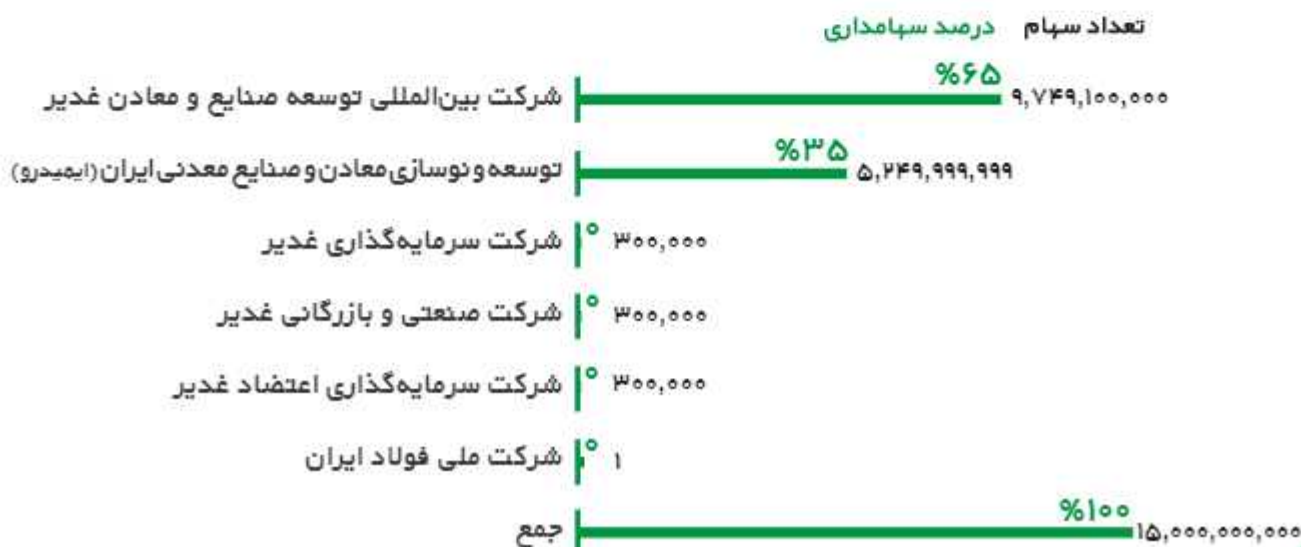 تعداد سهام درصد سهامداری
شرکت بین‌المللی توسعه صنایع و معادن غدیر %۶۵ ۹,۷۴۹,۱۰۰,۰۰۰
توسعه و نوسازی معادن و صنایع معدنی ایران (ایمیدرو) %۳۵ ۵,۲۴۹,۹۹۹,۹۹۹
شرکت سرمایه‌گذاری غدیر ۰ ۳۰۰,۰۰۰
شرکت صنعتی و بازرگانی غدیر ۰ ۳۰۰,۰۰۰
شرکت سرمایه‌گذاری اعتضاد غدیر ۰ ۳۰۰,۰۰۰
شرکت ملی فولاد ایران ۰ ۱
جمع %۱۰۰ ۱۵,۰۰۰,۰۰۰,۰۰۰